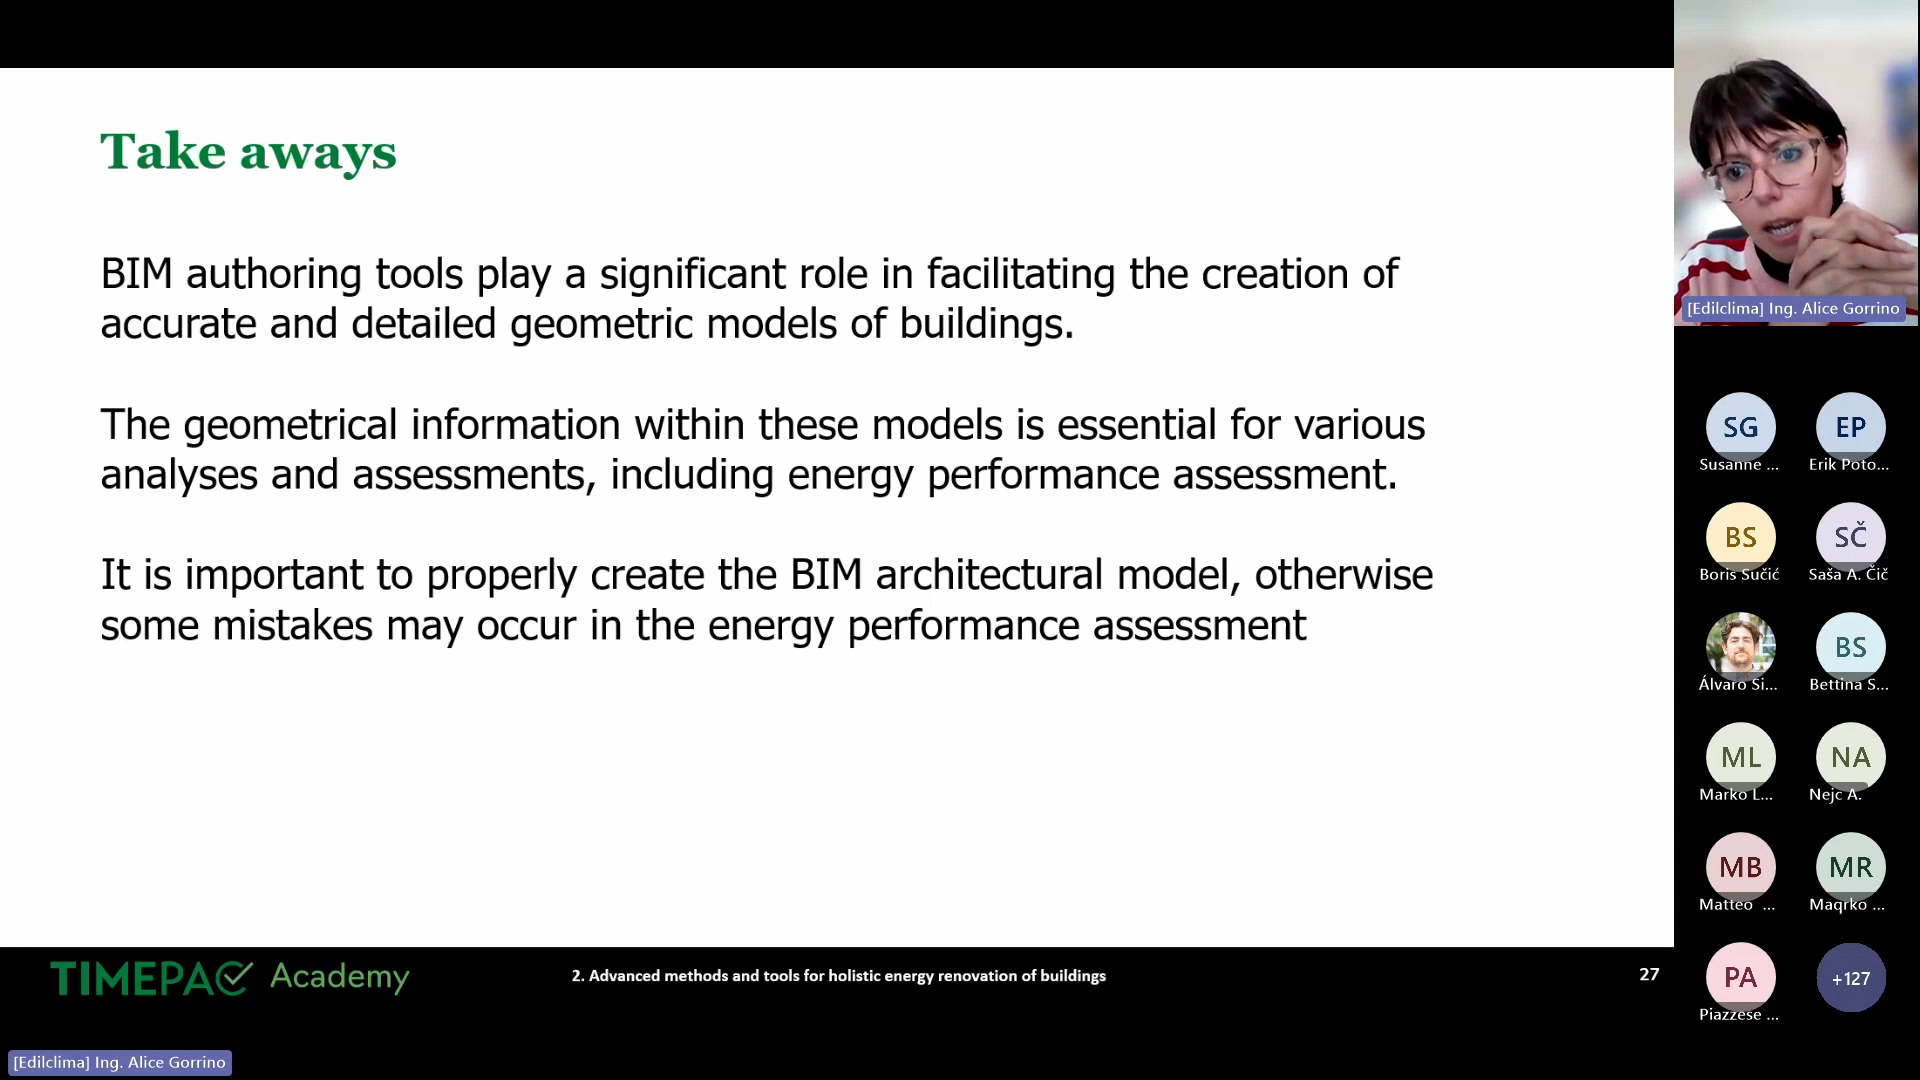 Take aways
BIM authoring tools play a significant role in facilitating the creation of
accurate and detailed geometric models of buildings.
The geometrical information within these models is essential for various
analyses and assessments, including energy performance assessment.
It is important to properly create the BIM architectural model, otherwise
some mistakes may occur in the energy performance assessment
TIMEPAC Academy
2. Advanced methods and tools for holistic energy renovation of buildings
27
[Edilclima] Ing. Alice Gorrino
[Edilclima] Ing. Alice Gorrino
SG
EP
Susanne ...
Erik Poto...
BS
SČ
Boris Sučić
Saša A. Čič
Álvaro Si...
BS
Bettina S...
ML
NA
Marko L...
Nejc A.
MB
MR
Matteo ...
Maqrko ...
PA
+127
Piazzese ...